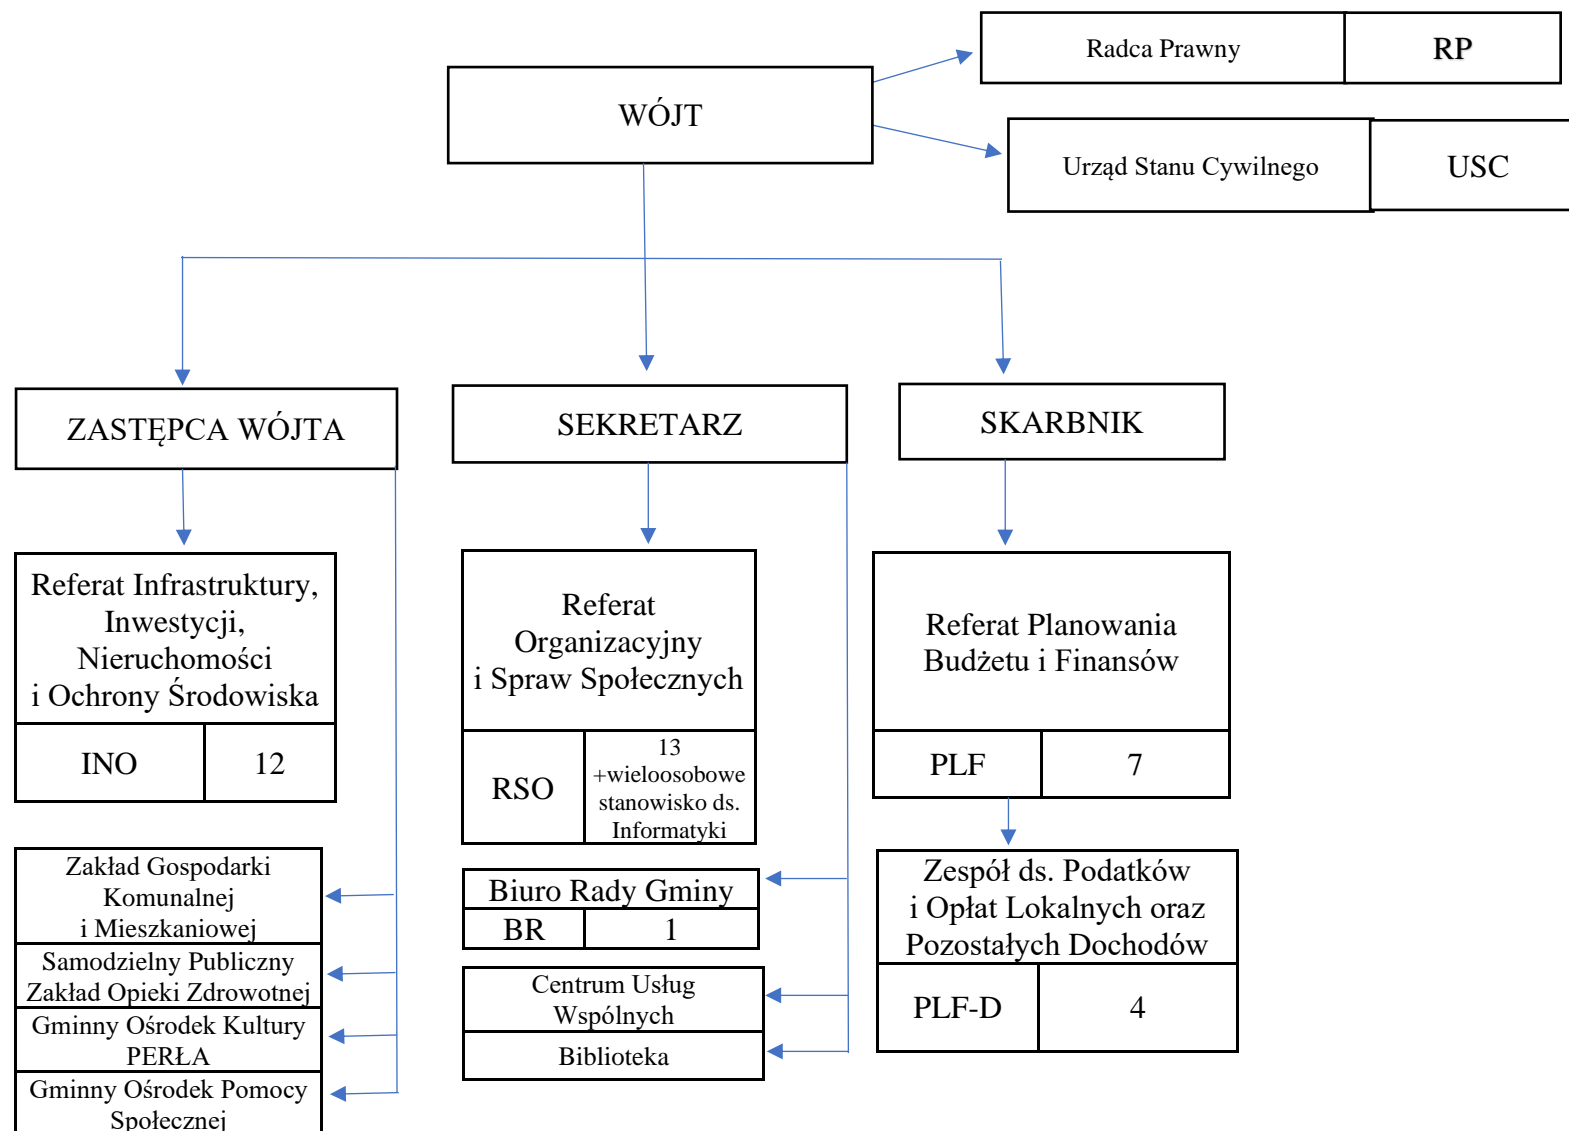 Radca Prawny
RP
WÓJT
Urząd Stanu Cywilnego
USC
ZASTĘPCA WÓJTA
SEKRETARZ
SKARBNIK
Referat Infrastruktury,
Inwestycji,
Nieruchomości
i Ochrony Środowiska
INO
12
Zakład Gospodarki
Komunalnej
i Mieszkaniowej
Samodzielny Publiczny
Zakład Opieki Zdrowotnej
Gminny Ośrodek Kultury
PERŁA
Gminny Ośrodek Pomocy
Społecznej
Referat
Organizacyjny
i Spraw Społecznych
RSO
13
+wieloosobowe
stanowisko ds.
Informatyki
Biuro Rady Gminy
BR
1
Centrum Usług
Wspólnych
Biblioteka
Referat Planowania
Budżetu i Finansów
PLF
7
Zespół ds. Podatków
i Opłat Lokalnych oraz
Pozostałych Dochodów
PLF-D
4